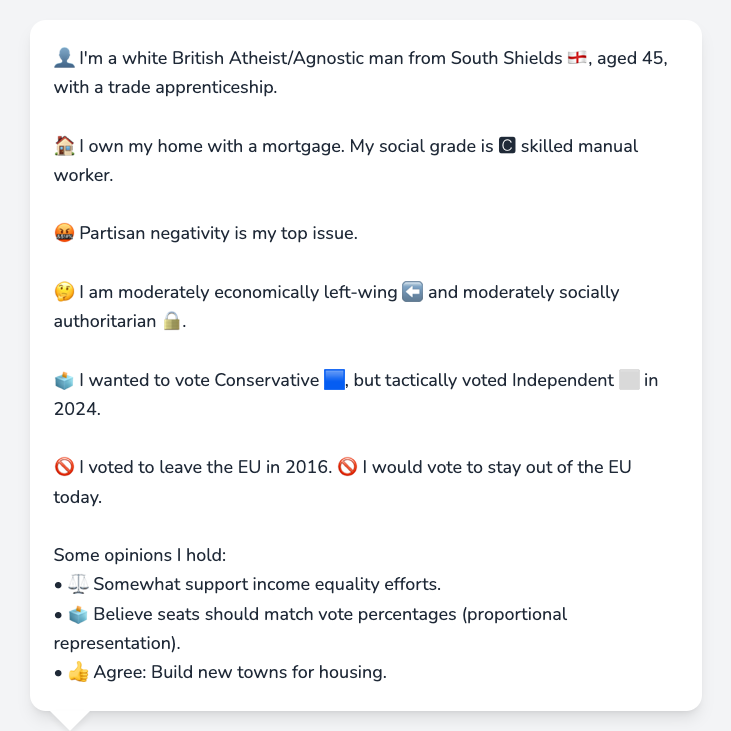 👤 I'm a white British Atheist/Agnostic man from South Shields 🏴󠁧󠁢󠁥󠁮󠁧󠁿, aged 45,
with a trade apprenticeship.
🏠 I own my home with a mortgage. My social grade is 🅲 skilled manual
worker.
🤬 Partisan negativity is my top issue.
🤔 I am moderately economically left-wing ⬅️ and moderately socially
authoritarian 🔒.
🗳️ I wanted to vote Conservative 🟦, but tactically voted Independent ⬜ in
2024.
🚫 I voted to leave the EU in 2016. 🚫 I would vote to stay out of the EU
today.
Some opinions I hold:
• ⚖️ Somewhat support income equality efforts.
• 🗳️ Believe seats should match vote percentages (proportional
representation).
• 👍 Agree: Build new towns for housing.